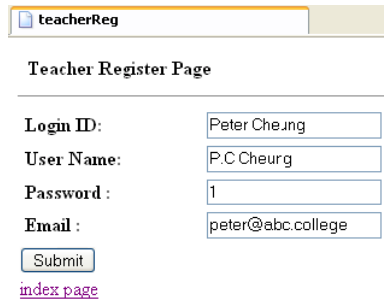 teacherReg
Teacher Register Page
Login ID: Peter Cheung
User Name: P.C Cheung
Password : 1
Email : peter@abc.college
Submit
index page